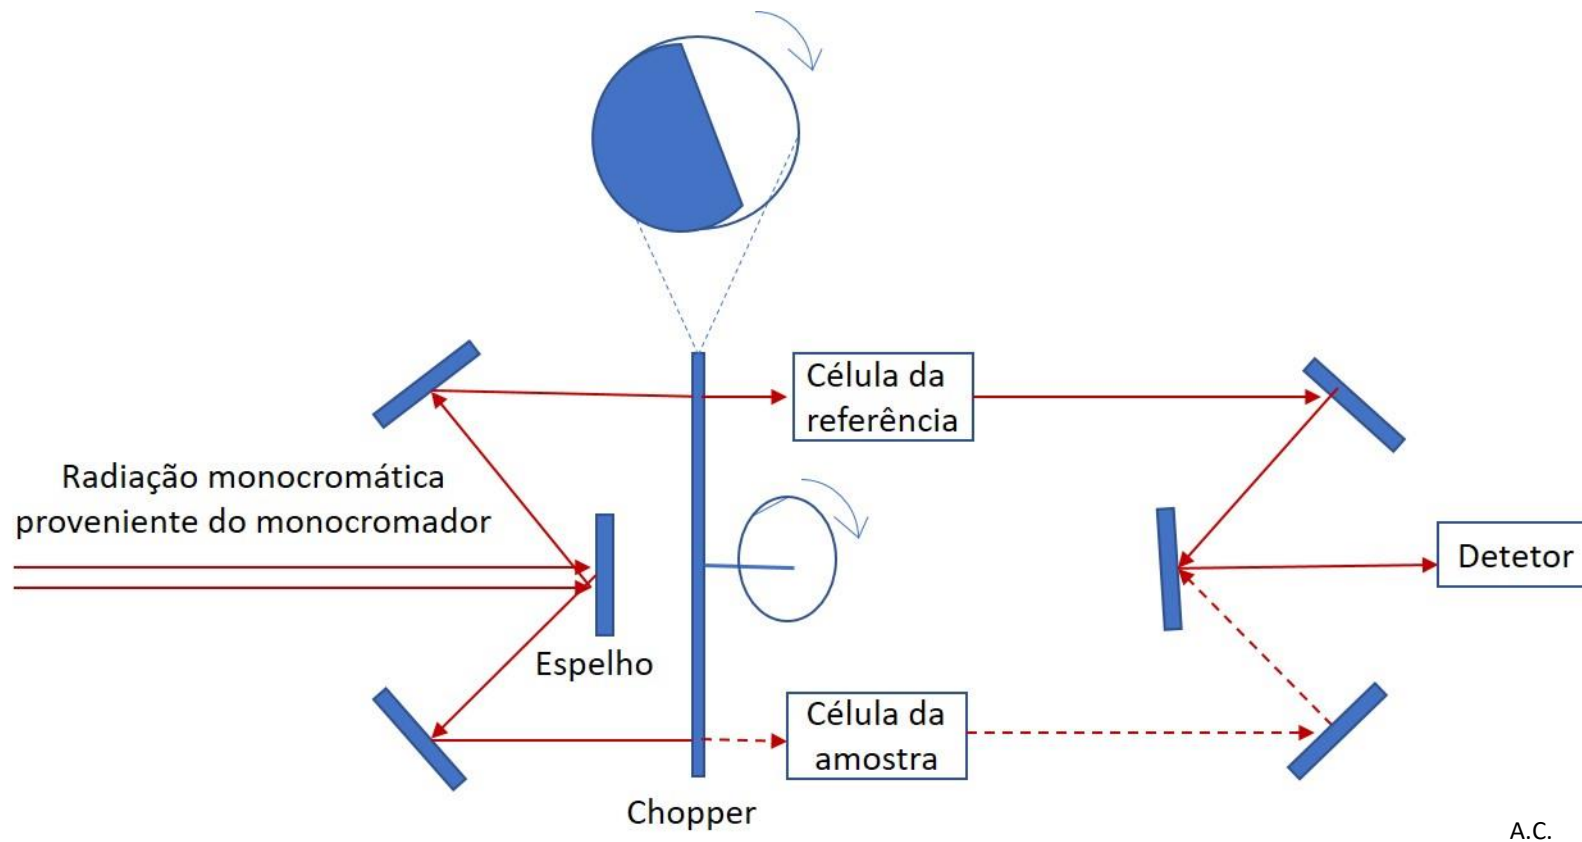 Célula da
referência
Radiação monocromática
proveniente do monocromador
Detetor
Espelho
Célula da
amostra
Chopper
A.C.